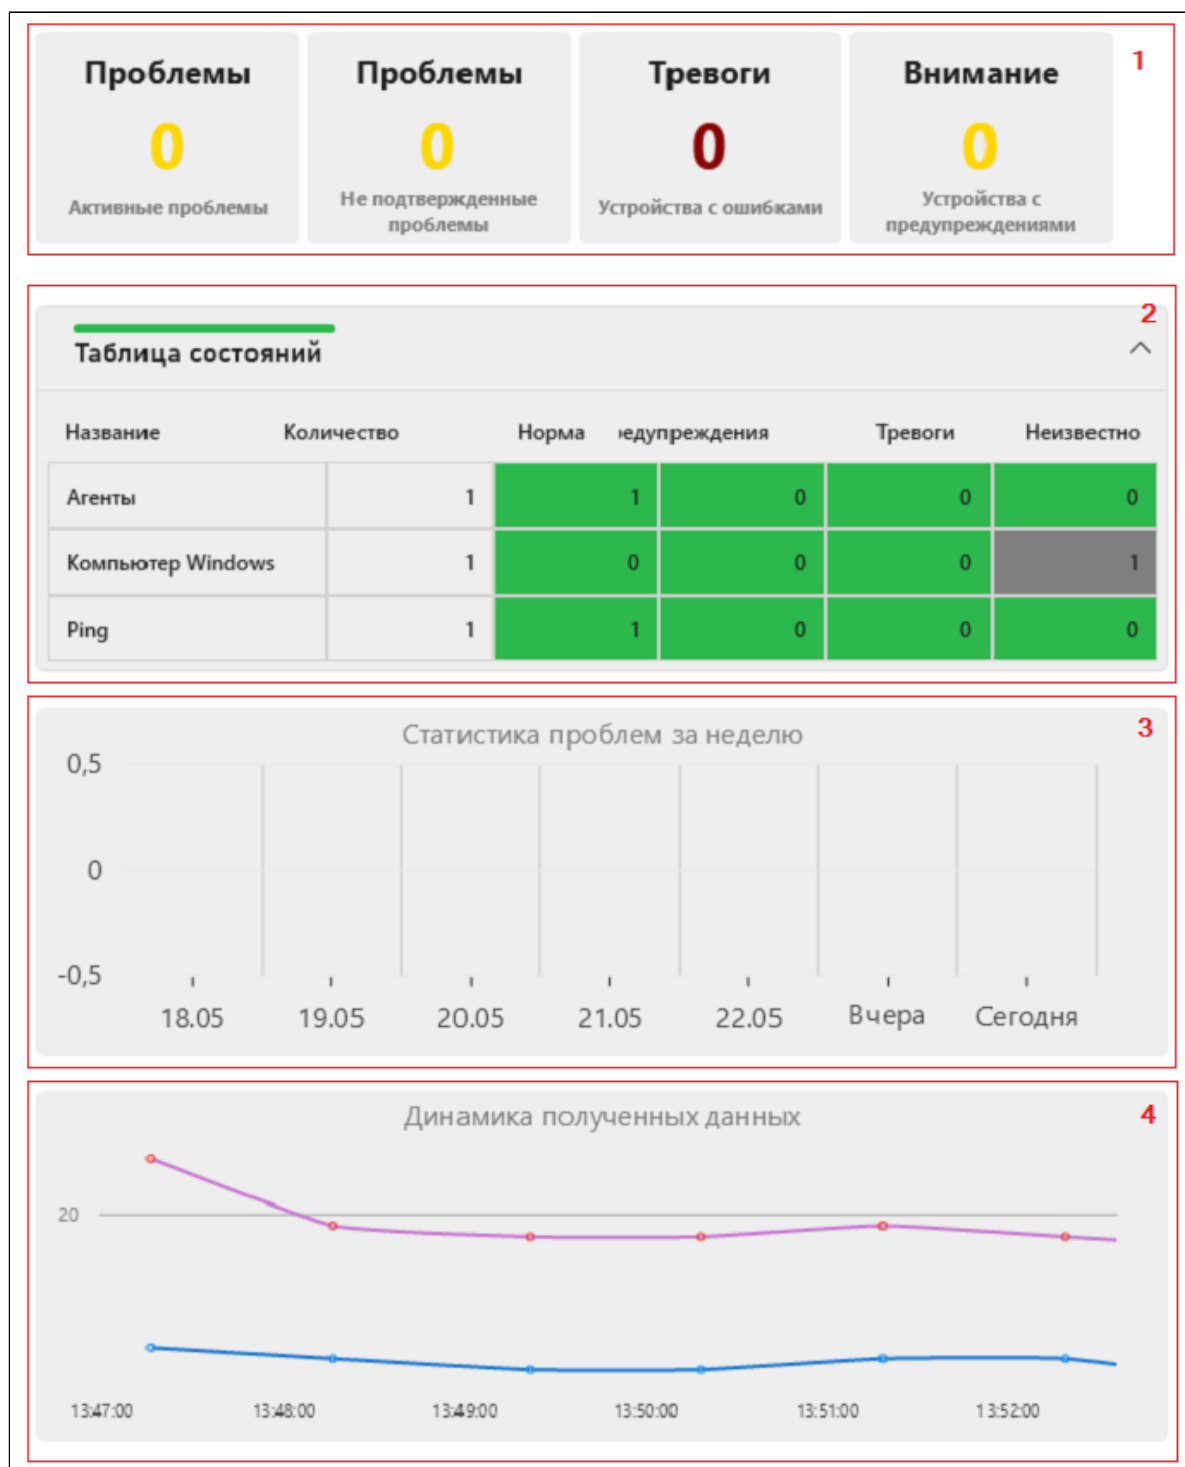 Проблемы
0
Активные проблемы
Проблемы
0
Не подтвержденные
проблемы
Тревоги
0
Устройства с ошибками
Внимание
0
Устройства с
предупреждениями
1
2
Таблица состояний
Название Количество Норма едупреждения Тревоги Неизвестно
Агенты 1 1 0 0 0
Компьютер Windows 1 0 0 0 1
Ping 1 1 0 0 0
Статистика проблем за неделю
3
0,5
0
-0,5
18.05 19.05 20.05 21.05 22.05 Вчера Сегодня
Динамика полученных данных
4
20
13:47:00 13:48:00 13:49:00 13:50:00 13:51:00 13:52:00